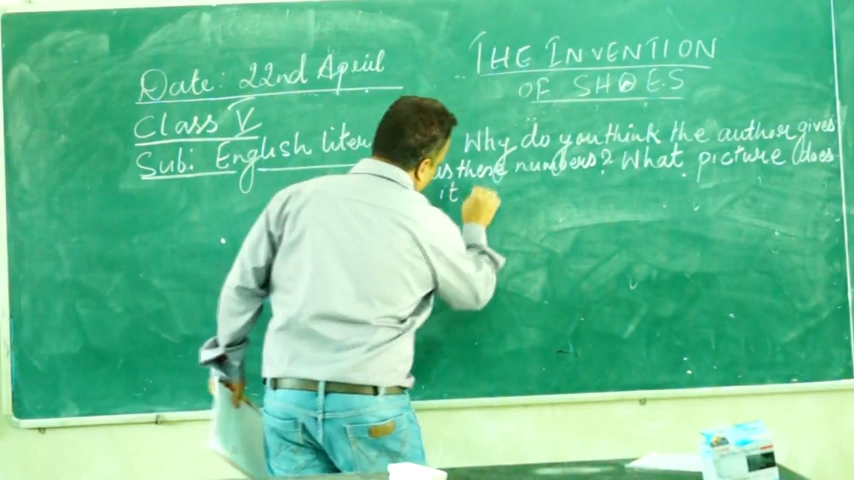 Date: 22nd April
Class V
Sub: English liter
THE INVENTION
OF SHOES
Why do you think the author gives
us these numbers? What picture does
it